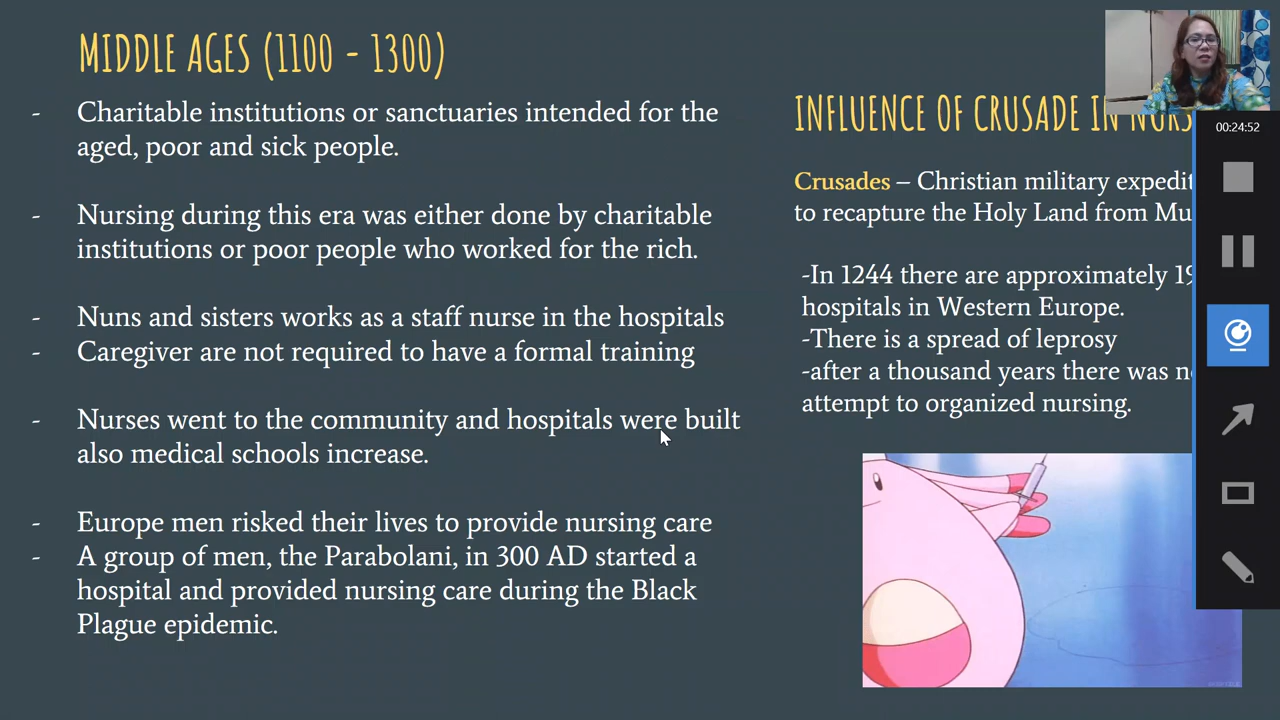 MIDDLE AGES (1100 - 1300)
- Charitable institutions or sanctuaries intended for the
aged, poor and sick people.
- Nursing during this era was either done by charitable
institutions or poor people who worked for the rich.
- Nuns and sisters works as a staff nurse in the hospitals
- Caregiver are not required to have a formal training
- Nurses went to the community and hospitals were built
also medical schools increase.
- Europe men risked their lives to provide nursing care
- A group of men, the Parabolani, in 300 AD started a
hospital and provided nursing care during the Black
Plague epidemic.
INFLUENCE OF CRUSADE IN
Crusades – Christian military
to recapture the Holy Land from
-In 1244 there are approximately
hospitals in Western Europe.
-There is a spread of leprosy
-after a thousand years there was
attempt to organized nursing.
00:24:52